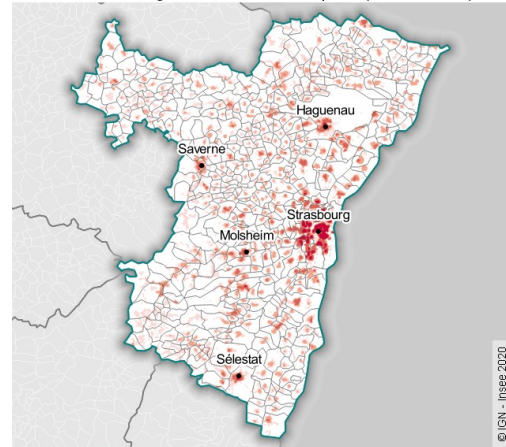 Haguenau
Saverne
Strasbourg
Molsheim
Sélestat
© IGN - Insee 2020